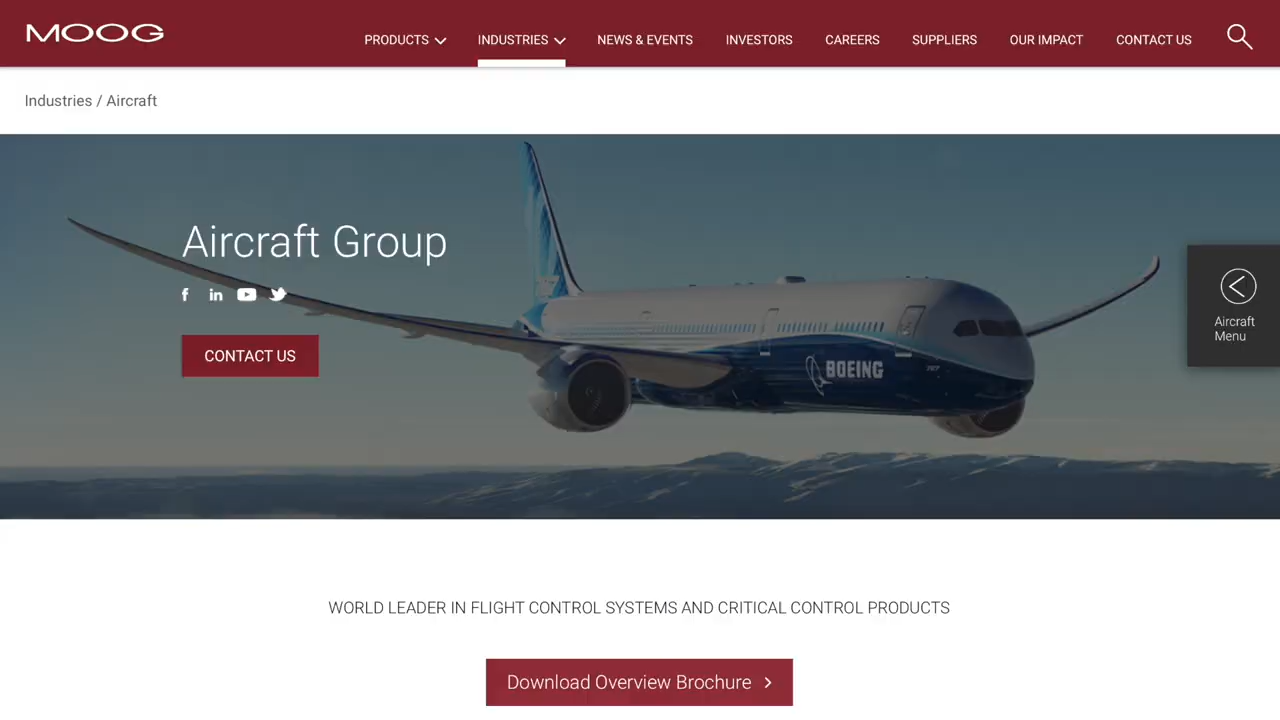 MOOG
PRODUCTS
INDUSTRIES
NEWS & EVENTS
INVESTORS
CAREERS
SUPPLIERS
OUR IMPACT
CONTACT US
Industries / Aircraft
Aircraft Group
CONTACT US
BOEING
787
Aircraft
Menu
WORLD LEADER IN FLIGHT CONTROL SYSTEMS AND CRITICAL CONTROL PRODUCTS
Download Overview Brochure